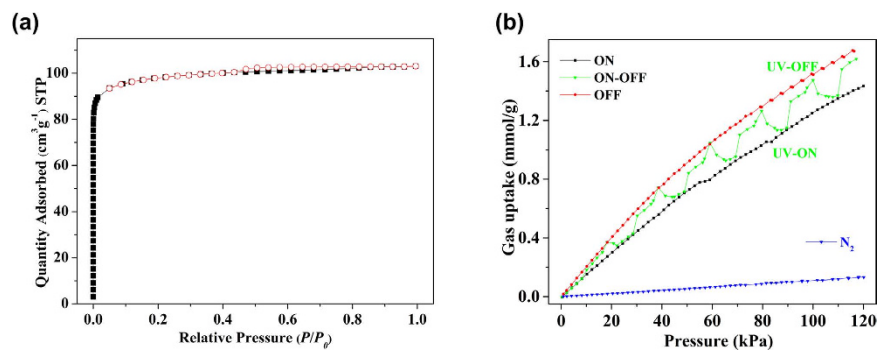 (a)
Quantity Adsorbed (cm³g⁻¹) STP
120
100
80
60
40
20
0
0.0 0.2 0.4 0.6 0.8 1.0
Relative Pressure (P/P₀)
(b)
Gas uptake (mmol/g)
1.6
1.2
0.8
0.4
0.0
ON
ON-OFF
OFF
UV-OFF
UV-ON
N₂
0 20 40 60 80 100 120
Pressure (kPa)